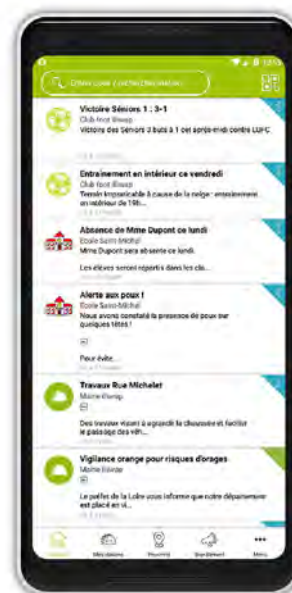 Victoire Séniors 1 : 3-1
Club foot Illiwap
Victoire des Séniors 3 buts à 1 cet après-midi contre LUFC
Entrainement en intérieur ce vendredi
Club foot Illiwap
Terrain impraticable à cause de la neige : entrainement
en intérieur de 19h...
Absence de Mme Dupont ce lundi
Ecole Saint-Michel
Mme Dupont sera absente ce lundi.
Les élèves seront répartis dans les cla...
Alerte aux poux !
Ecole Saint-Michel
Nous avons constaté la présence de poux sur
quelques têtes !
Pour évite...
Travaux Rue Michelet
Mairie Illiwap
Des travaux visant à agrandir la chaussée et faciliter
le passage des véh...
Vigilance orange pour risques d'orages
Mairie Illiwap
Le préfet de la Loire vous informe que notre département
est placé en vi...
Menu